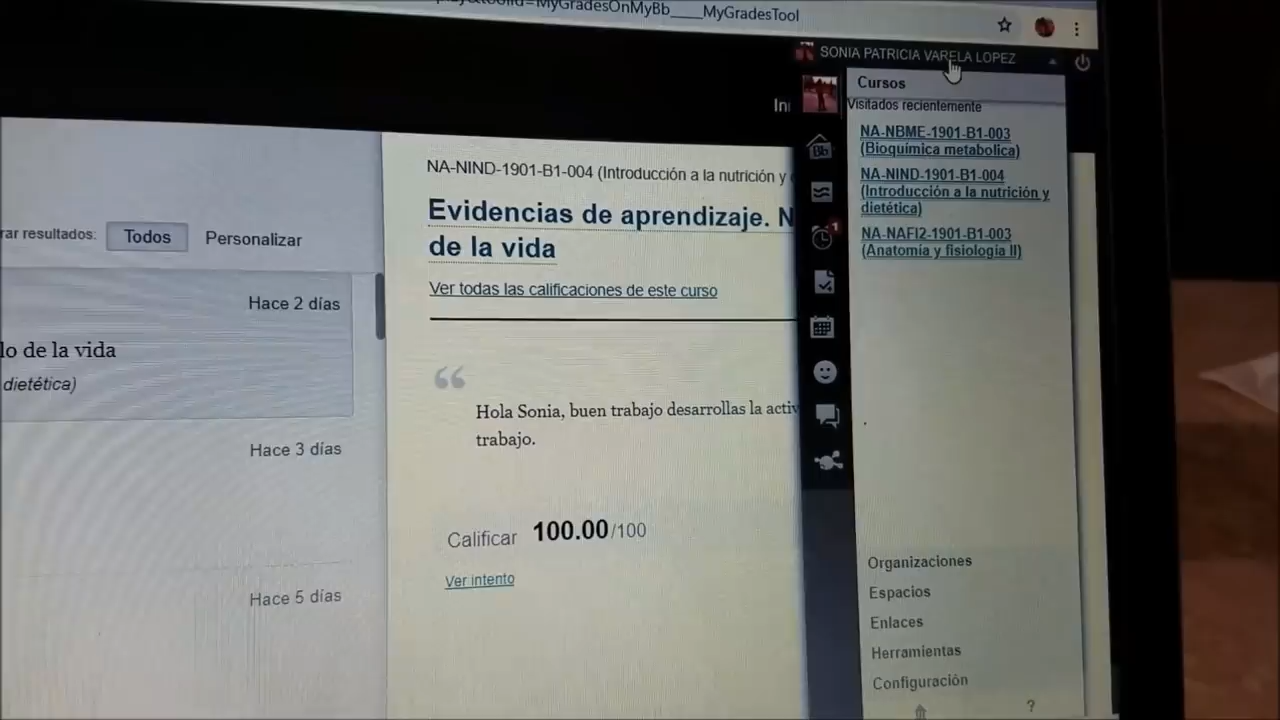 MyGradesOnMyBb____MyGradesTool
SONIA PATRICIA VARELA LOPEZ
Cursos
Visitados recientemente
NA-NBME-1901-B1-003
(Bioquímica metabolica)
NA-NIND-1901-B1-004
(Introducción a la nutrición y
dietética)
NA-NAFI2-1901-B1-003
(Anatomía y fisiologia II)
Organizaciones
Espacios
Enlaces
Herramientas
Configuración
?
Bb
1
resultados:
Todos
Personalizar
Hace 2 días
de la vida
dietética)
Hace 3 días
Hace 5 días
NA-NIND-1901-B1-004 (Introducción a la nutrición y
Evidencias de aprendizaje. N
de la vida
Ver todas las calificaciones de este curso
“
Hola Sonia, buen trabajo desarrollas la activ
trabajo.
Calificar 100.00/100
Ver intento